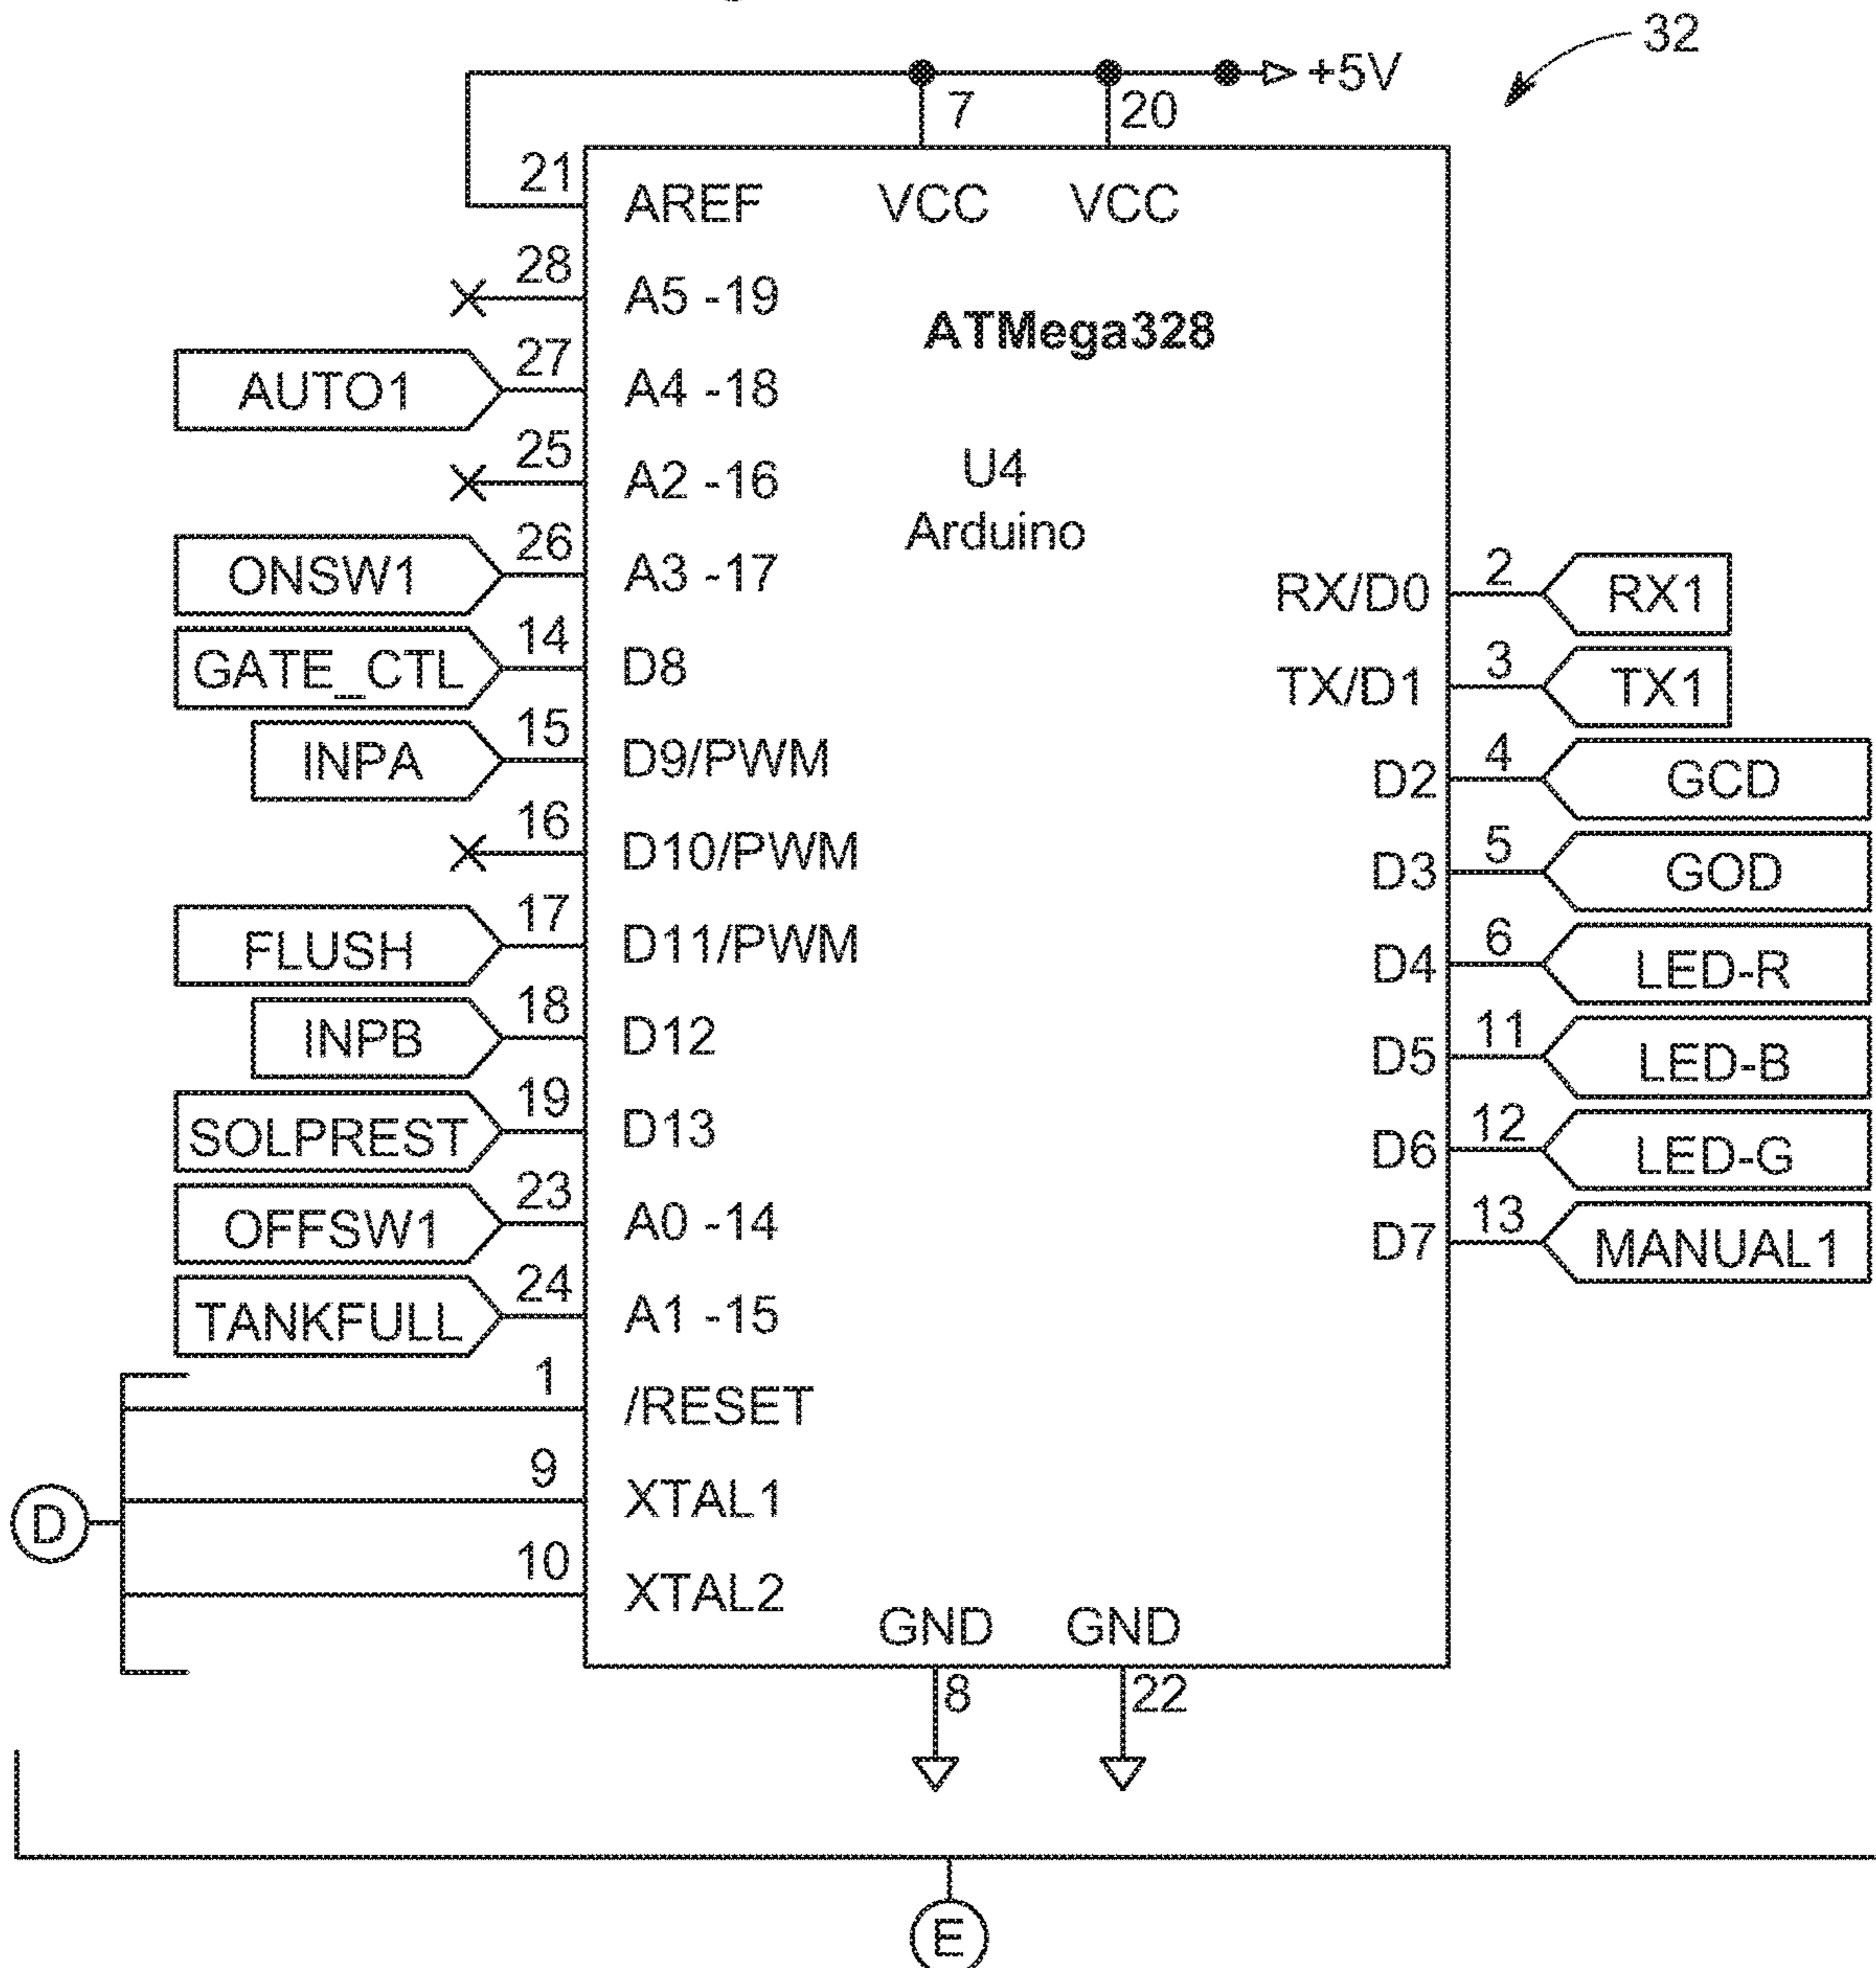 32
+5V
7 20
21 AREF VCC VCC
28 A5 -19
ATMega328
AUTO1 27 A4 -18
25 A2 -16
U4
Arduino
ONSW1 26 A3 -17
RX/D0 2 RX1
GATE_CTL 14 D8
TX/D1 3 TX1
INPA 15 D9/PWM
D2 4 GCD
16 D10/PWM
D3 5 GOD
FLUSH 17 D11/PWM
D4 6 LED-R
INPB 18 D12
D5 11 LED-B
SOLPREST 19 D13
D6 12 LED-G
OFFSW1 23 A0 -14
D7 13 MANUAL1
TANKFULL 24 A1 -15
1 /RESET
9 XTAL1
D
10 XTAL2
GND GND
8 22
E